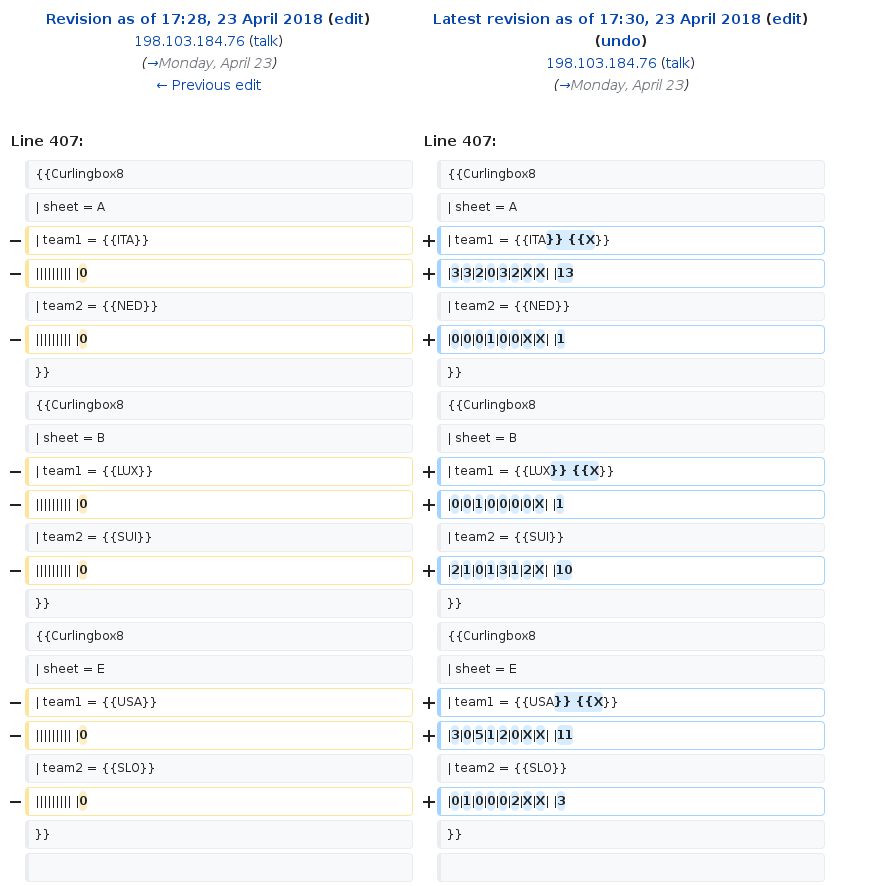 Revision as of 17:28, 23 April 2018 (edit)
198.103.184.76 (talk)
(→Monday, April 23)
← Previous edit
Latest revision as of 17:30, 23 April 2018 (edit)
(undo)
198.103.184.76 (talk)
(→Monday, April 23)
Line 407:
Line 407:
{{Curlingbox8
{{Curlingbox8
| sheet = A
| sheet = A
− | team1 = {{ITA}}
+ | team1 = {{ITA}} {{X}}
− ||||||||| |0
+ |3|3|2|0|3|2|X|X| |13
| team2 = {{NED}}
| team2 = {{NED}}
− ||||||||| |0
+ |0|0|0|1|0|0|X|X| |1
}}
}}
{{Curlingbox8
{{Curlingbox8
| sheet = B
| sheet = B
− | team1 = {{LUX}}
+ | team1 = {{LUX}} {{X}}
− ||||||||| |0
+ |0|0|1|0|0|0|0|X| |1
| team2 = {{SUI}}
| team2 = {{SUI}}
− ||||||||| |0
+ |2|1|0|1|3|1|2|X| |10
}}
}}
{{Curlingbox8
{{Curlingbox8
| sheet = E
| sheet = E
− | team1 = {{USA}}
+ | team1 = {{USA}} {{X}}
− ||||||||| |0
+ |3|0|5|1|2|0|X|X| |11
| team2 = {{SLO}}
| team2 = {{SLO}}
− ||||||||| |0
+ |0|1|0|0|0|2|X|X| |3
}}
}}